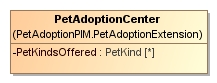 PetAdoptionCenter
(PetAdoptionPIM.PetAdoptionExtension)
-PetKindsOffered : PetKind [*]